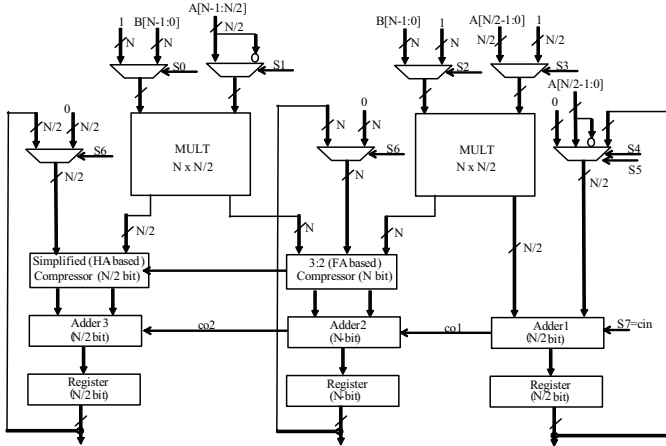 1 B[N-1:0] A[N-1:N/2]
N N N/2
S0 S1
B[N-1:0] 1 A[N/2-1:0] 1
N N N/2 N/2
S2 S3
A[N/2-1:0]
0 0 0
N/2 N/2 N N
S6 S6 S4
S5
MULT
N x N/2
MULT
N x N/2
N/2 N N/2
N/2 N N N/2
Simplified (HA based)
Compressor (N/2 bit)
3:2 (FA based)
Compressor (N bit)
Adder3
(N/2 bit)
co2
Adder2
(N-bit)
co1
Adder1
(N/2 bit)
S7=cin
Register
(N/2 bit)
Register
(N-bit)
Register
(N/2 bit)